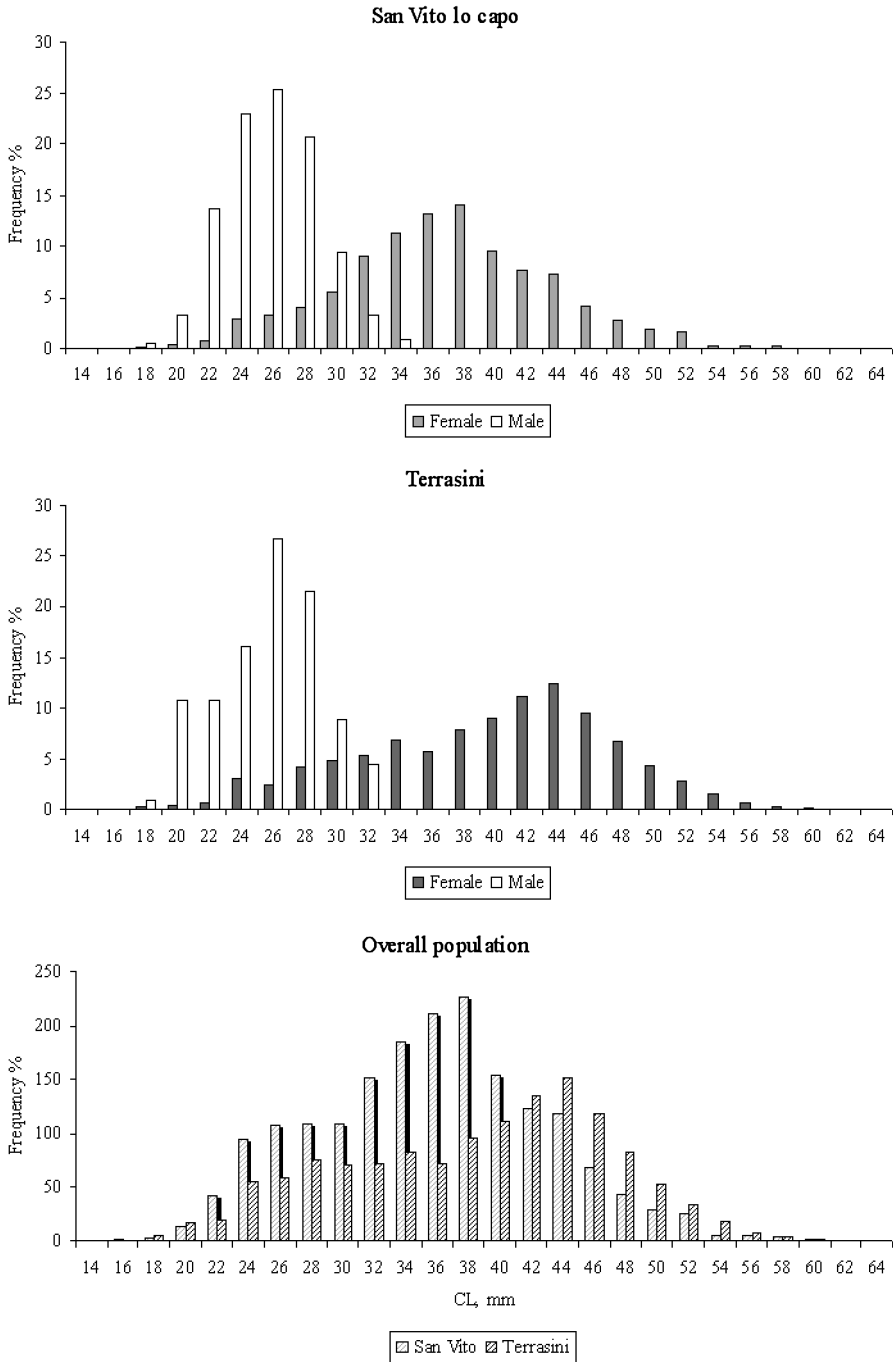 San Vito lo capo
30
25
20
15
10
5
0
Frequency %
14 16 18 20 22 24 26 28 30 32 34 36 38 40 42 44 46 48 50 52 54 56 58 60 62 64
Female Male
Terrasini
30
25
20
15
10
5
0
Frequency %
14 16 18 20 22 24 26 28 30 32 34 36 38 40 42 44 46 48 50 52 54 56 58 60 62 64
Female Male
Overall population
250
200
150
100
50
0
Frequency %
14 16 18 20 22 24 26 28 30 32 34 36 38 40 42 44 46 48 50 52 54 56 58 60 62 64
CL, mm
San Vito Terrasini